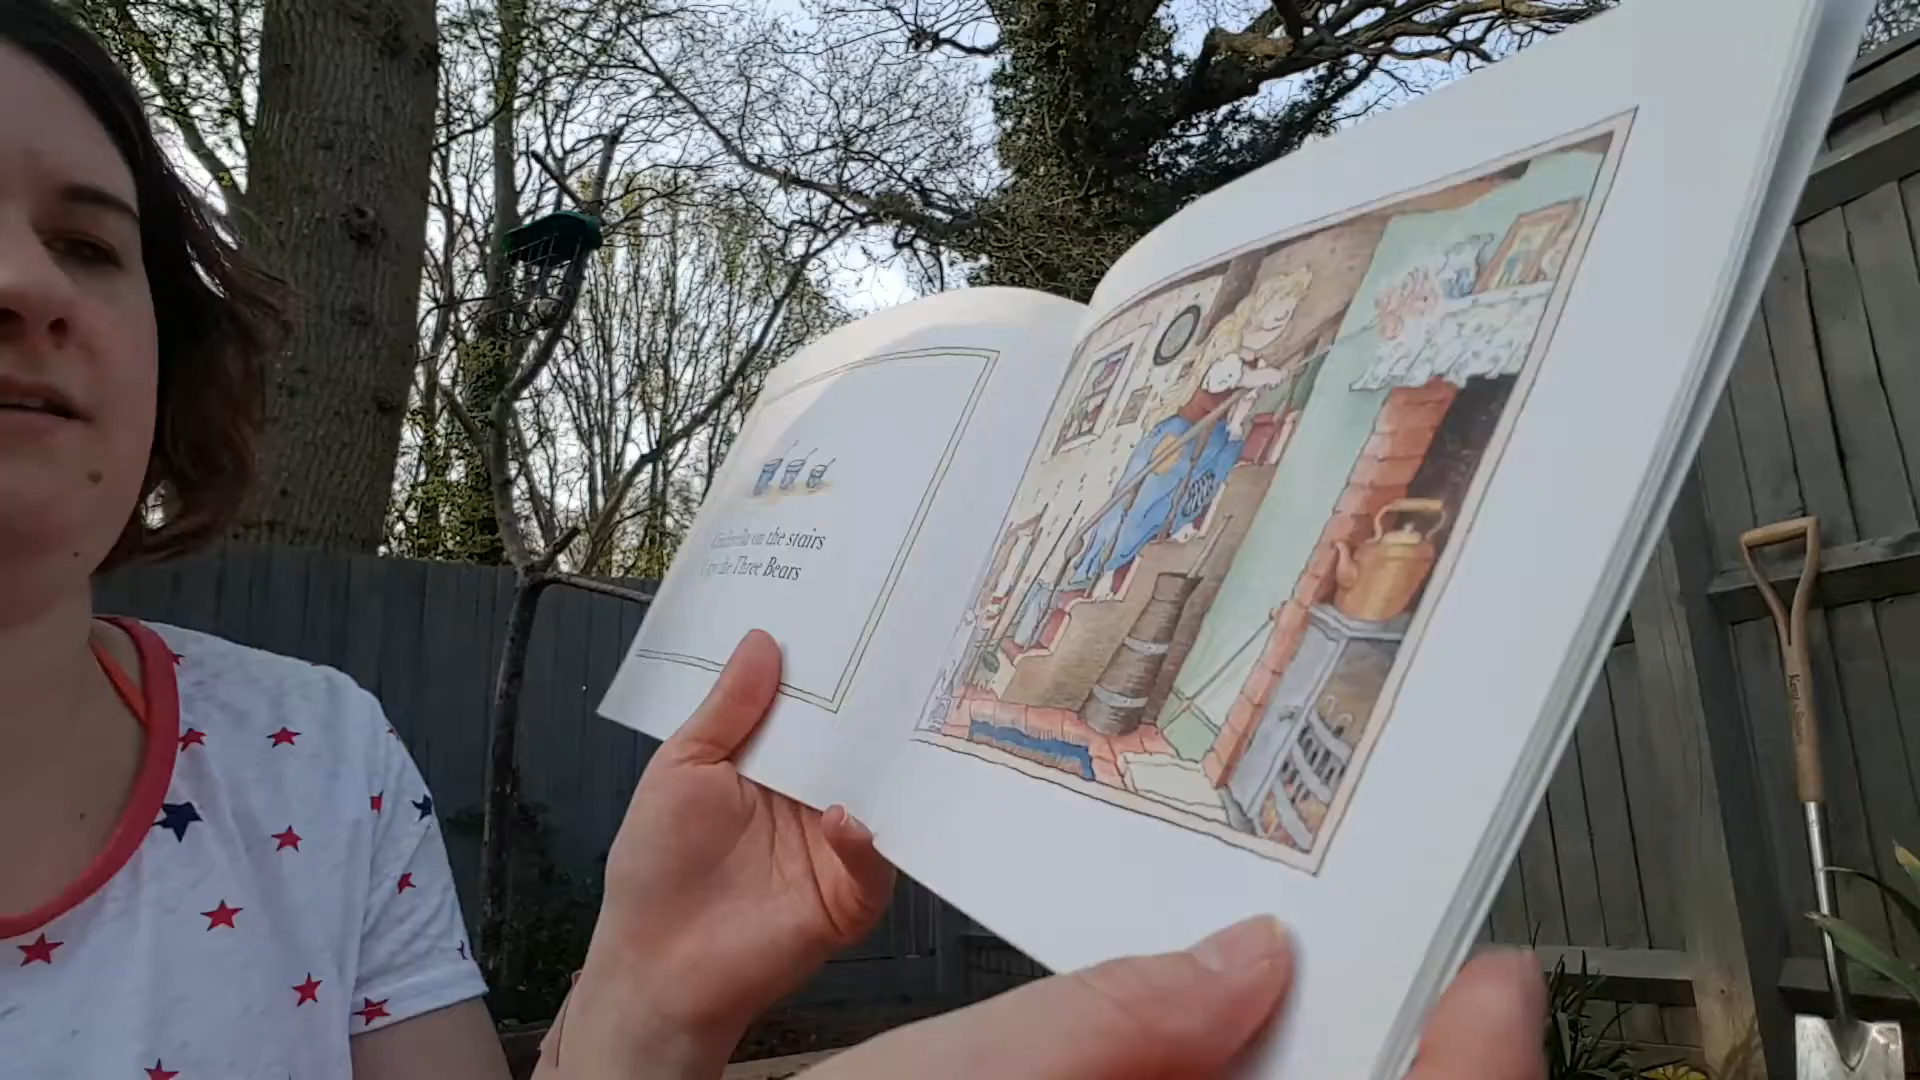 Cinderella on the stairs
the Three Bears